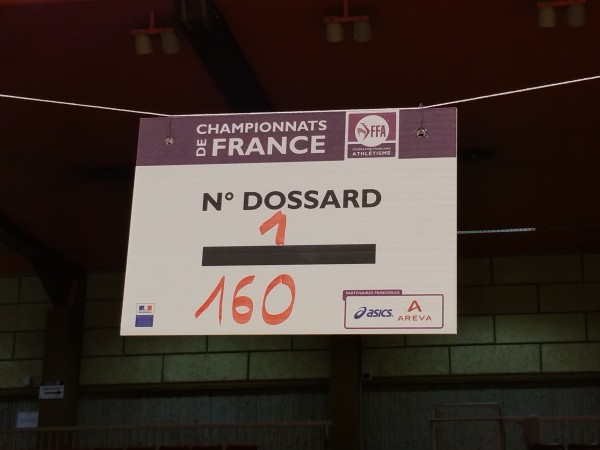 CHAMPIONNATS
DE FRANCE
FFA
FÉDÉRATION FRANÇAISE
ATHLÉTISME
N° DOSSARD
1
160
PARTENAIRES PRINCIPAUX
asics
AREVA